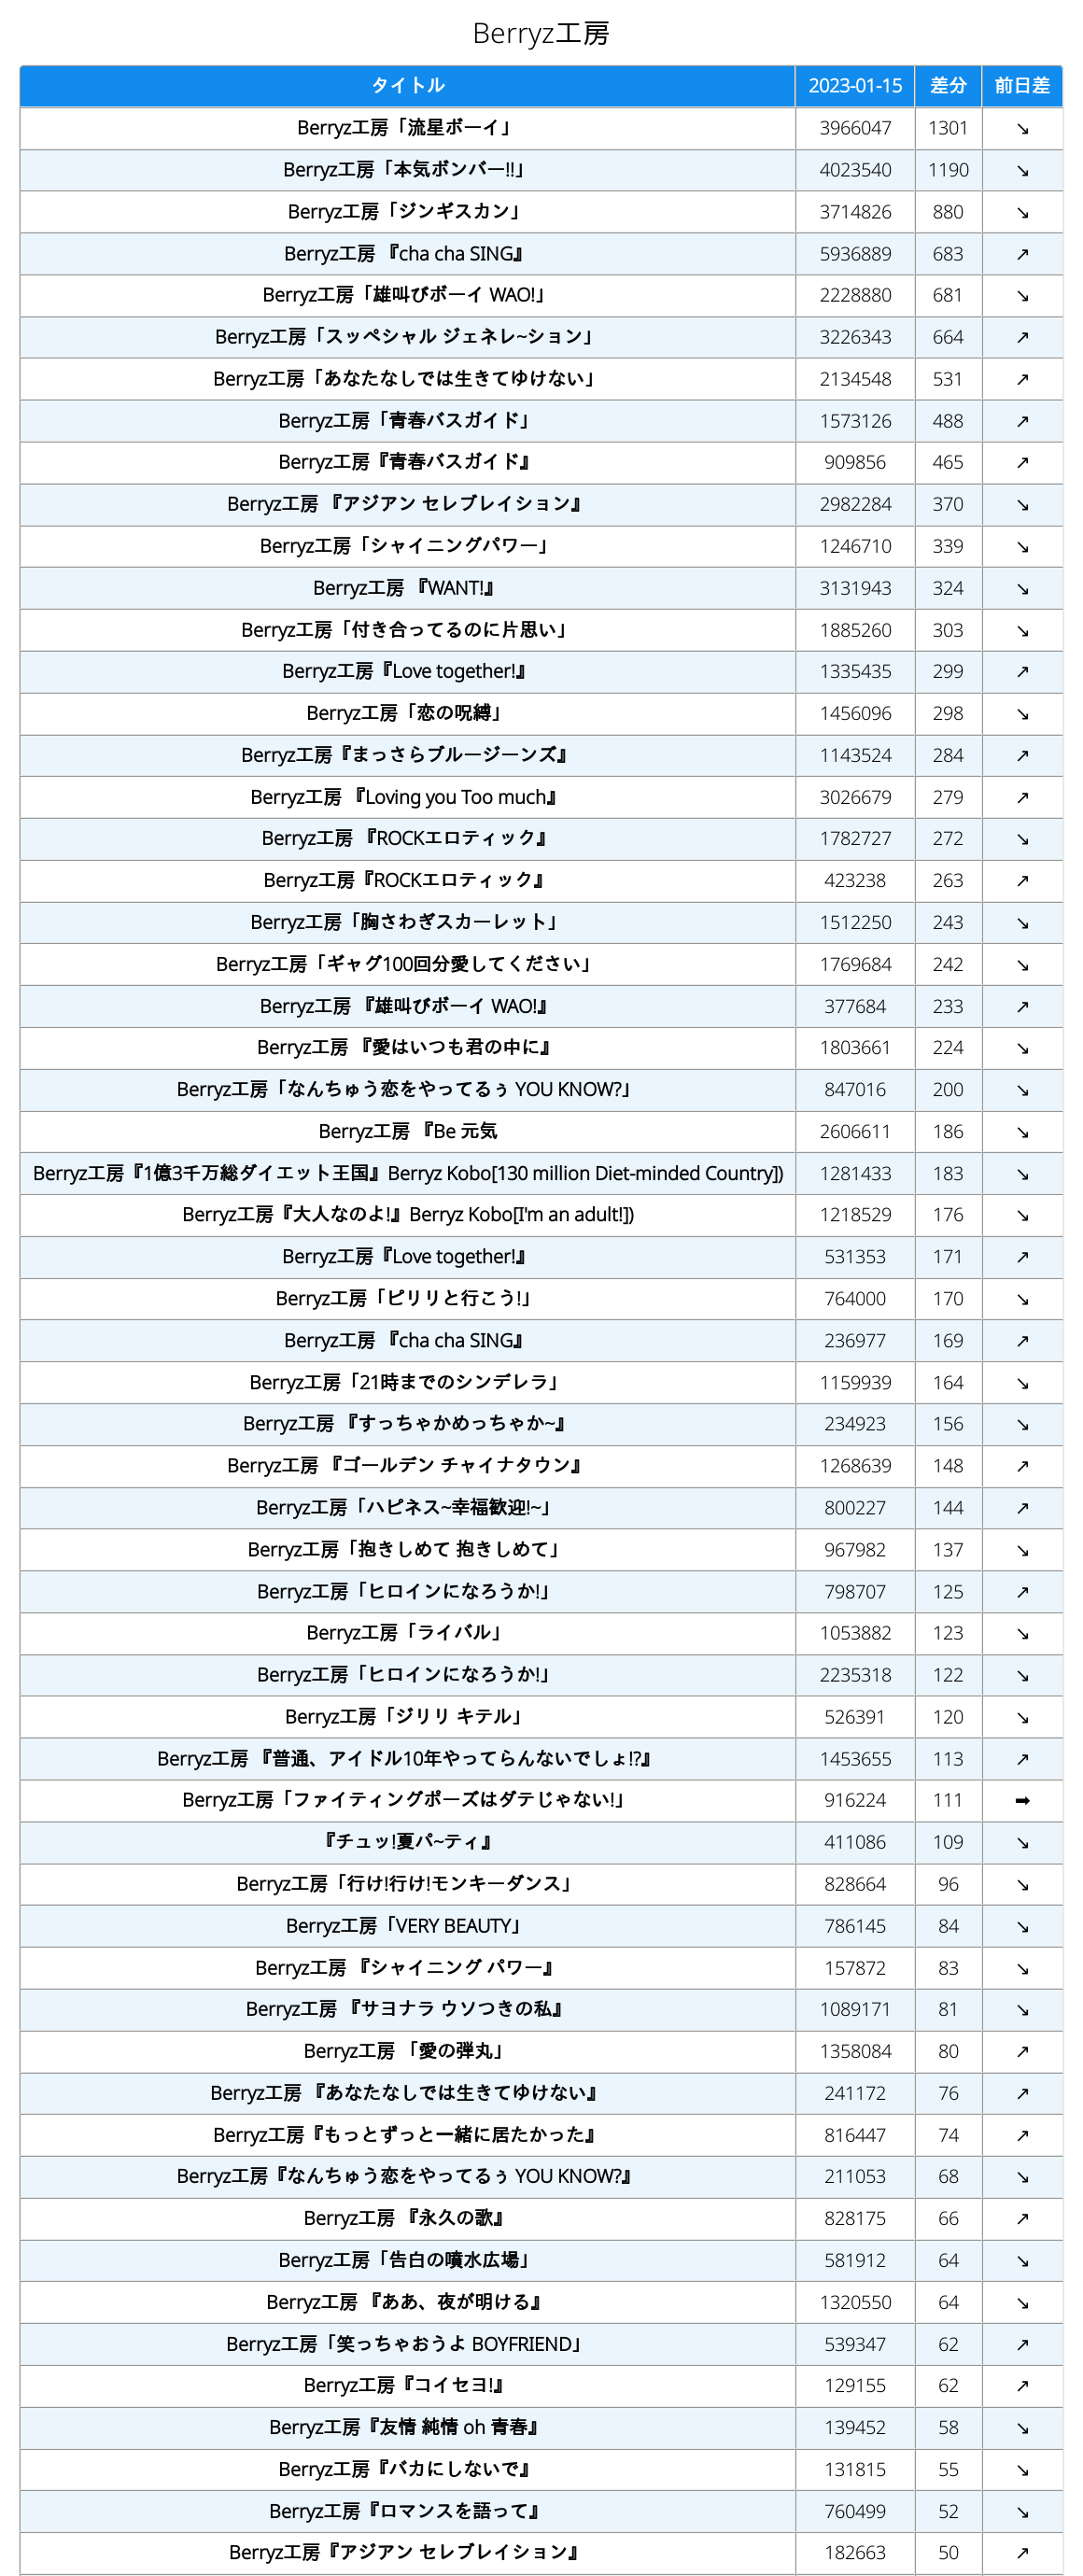 Berryz工房
タイトル 2023-01-15 差分 前日差
Berryz工房「流星ボーイ」 3966047 1301 ↘
Berryz工房「本気ボンバー!!」 4023540 1190 ↘
Berryz工房「ジンギスカン」 3714826 880 ↘
Berryz工房 『cha cha SING』 5936889 683 ↗
Berryz工房「雄叫びボーイ WAO!」 2228880 681 ↘
Berryz工房「スッペシャル ジェネレ~ション」 3226343 664 ↗
Berryz工房「あなたなしでは生きてゆけない」 2134548 531 ↗
Berryz工房「青春バスガイド」 1573126 488 ↗
Berryz工房『青春バスガイド』 909856 465 ↗
Berryz工房 『アジアン セレブレイション』 2982284 370 ↘
Berryz工房「シャイニングパワー」 1246710 339 ↘
Berryz工房 『WANT!』 3131943 324 ↘
Berryz工房「付き合ってるのに片思い」 1885260 303 ↘
Berryz工房『Love together!』 1335435 299 ↗
Berryz工房「恋の呪縛」 1456096 298 ↘
Berryz工房『まっさらブルージーンズ』 1143524 284 ↗
Berryz工房 『Loving you Too much』 3026679 279 ↗
Berryz工房 『ROCKエロティック』 1782727 272 ↘
Berryz工房『ROCKエロティック』 423238 263 ↗
Berryz工房「胸さわぎスカーレット」 1512250 243 ↘
Berryz工房「ギャグ100回分愛してください」 1769684 242 ↘
Berryz工房 『雄叫びボーイ WAO!』 377684 233 ↗
Berryz工房 『愛はいつも君の中に』 1803661 224 ↘
Berryz工房「なんちゅう恋をやってるぅ YOU KNOW?」 847016 200 ↘
Berryz工房 『Be 元気 2606611 186 ↘
Berryz工房『1億3千万総ダイエット王国』Berryz Kobo[130 million Diet-minded Country]) 1281433 183 ↘
Berryz工房『大人なのよ!』Berryz Kobo[I'm an adult!]) 1218529 176 ↘
Berryz工房『Love together!』 531353 171 ↗
Berryz工房「ピリリと行こう!」 764000 170 ↘
Berryz工房 『cha cha SING』 236977 169 ↗
Berryz工房「21時までのシンデレラ」 1159939 164 ↘
Berryz工房 『すっちゃかめっちゃか~』 234923 156 ↘
Berryz工房 『ゴールデン チャイナタウン』 1268639 148 ↗
Berryz工房「ハピネス~幸福歓迎!~」 800227 144 ↗
Berryz工房「抱きしめて 抱きしめて」 967982 137 ↘
Berryz工房「ヒロインになろうか!」 798707 125 ↗
Berryz工房「ライバル」 1053882 123 ↘
Berryz工房「ヒロインになろうか!」 2235318 122 ↘
Berryz工房「ジリリ キテル」 526391 120 ↘
Berryz工房 『普通、アイドル10年やってらんないでしょ!?』 1453655 113 ↗
Berryz工房「ファイティングポーズはダテじゃない!」 916224 111 ➡
『チュッ!夏パ~ティ』 411086 109 ↘
Berryz工房「行け!行け!モンキーダンス」 828664 96 ↘
Berryz工房「VERY BEAUTY」 786145 84 ↘
Berryz工房 『シャイニング パワー』 157872 83 ↘
Berryz工房 『サヨナラ ウソつきの私』 1089171 81 ↘
Berryz工房 「愛の弾丸」 1358084 80 ↗
Berryz工房 『あなたなしでは生きてゆけない』 241172 76 ↗
Berryz工房『もっとずっと一緒に居たかった』 816447 74 ↗
Berryz工房『なんちゅう恋をやってるぅ YOU KNOW?』 211053 68 ↘
Berryz工房 『永久の歌』 828175 66 ↗
Berryz工房「告白の噴水広場」 581912 64 ↘
Berryz工房 『ああ、夜が明ける』 1320550 64 ↘
Berryz工房「笑っちゃおうよ BOYFRIEND」 539347 62 ↗
Berryz工房『コイセヨ!』 129155 62 ↗
Berryz工房『友情 純情 oh 青春』 139452 58 ↘
Berryz工房『バカにしないで』 131815 55 ↘
Berryz工房『ロマンスを語って』 760499 52 ↘
Berryz工房『アジアン セレブレイション』 182663 50 ↗